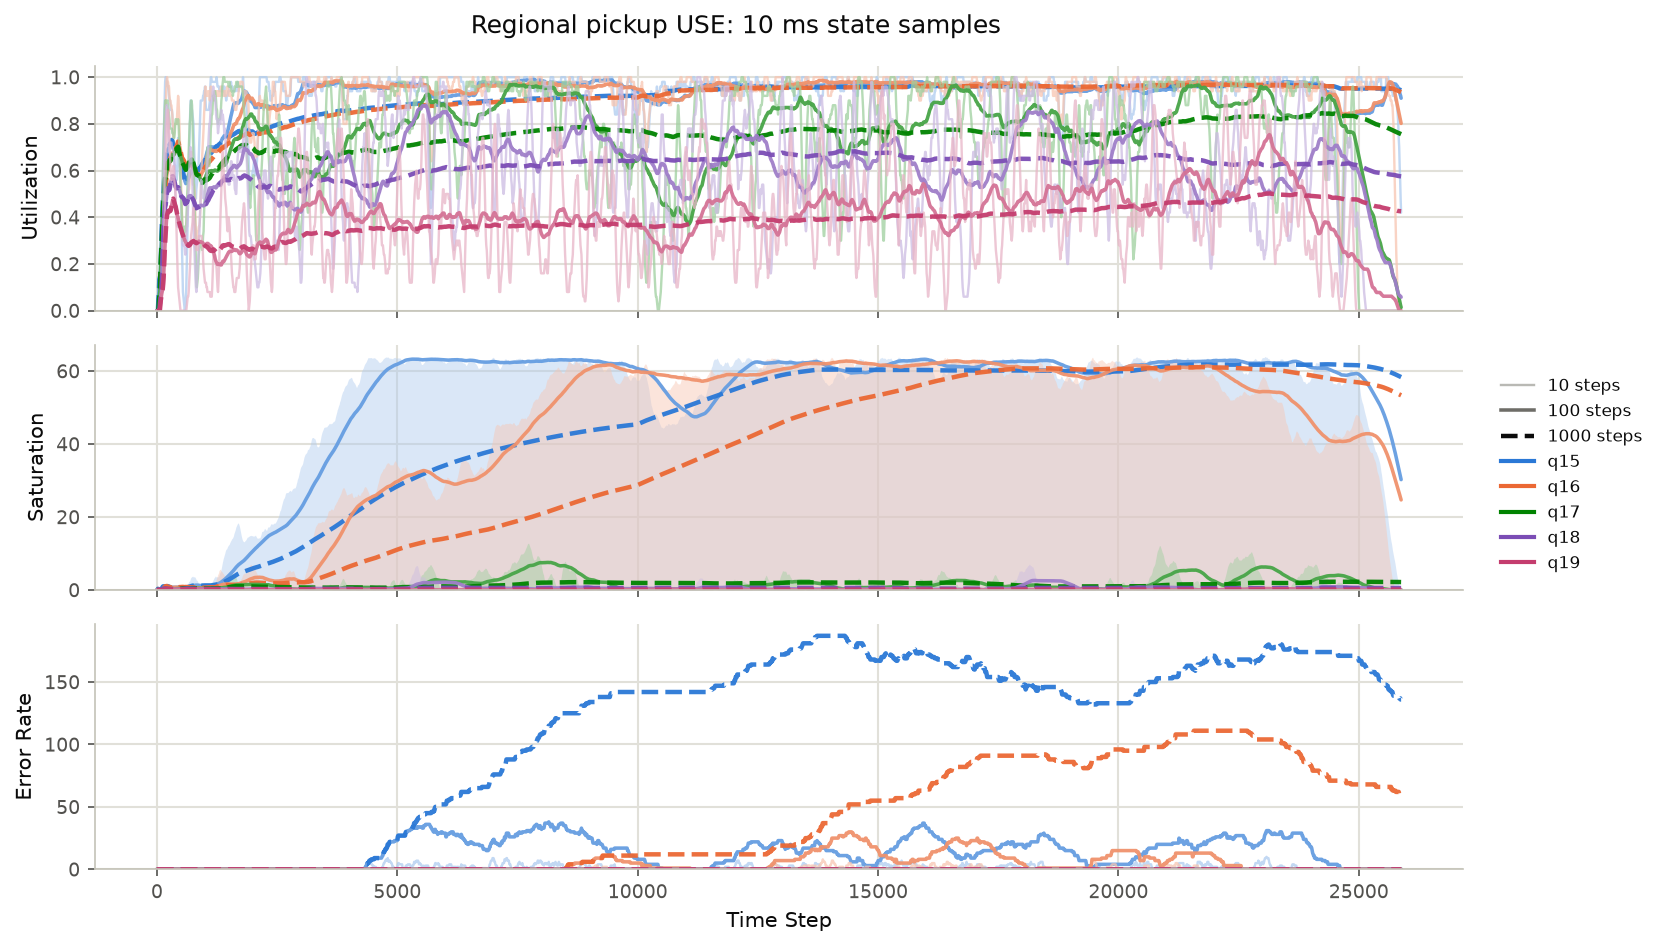 Regional pickup USE: 10 ms state samples
Utilization
1.0
0.8
0.6
0.4
0.2
0.0
Saturation
60
40
20
0
Error Rate
150
100
50
0
0 5000 10000 15000 20000 25000
Time Step
10 steps
100 steps
1000 steps
q15
q16
q17
q18
q19